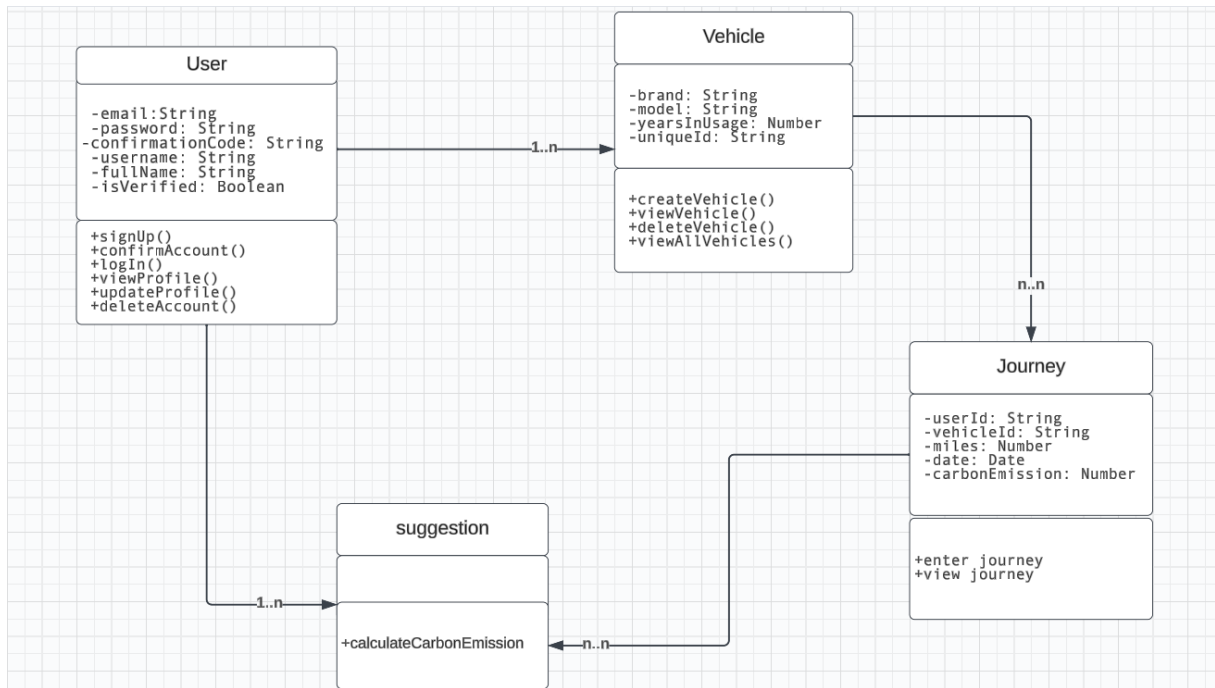 User
-email:String
-password: String
-confirmationCode: String
-username: String
-fullName: String
-isVerified: Boolean
+signUp()
+confirmAccount()
+logIn()
+viewProfile()
+updateProfile()
+deleteAccount()
1..n
Vehicle
-brand: String
-model: String
-yearsInUsage: Number
-uniqueId: String
+createVehicle()
+viewVehicle()
+deleteVehicle()
+viewAllVehicles()
n..n
Journey
-userId: String
-vehicleId: String
-miles: Number
-date: Date
-carbonEmission: Number
+enter journey
+view journey
suggestion
+calculateCarbonEmission
1..n
n..n